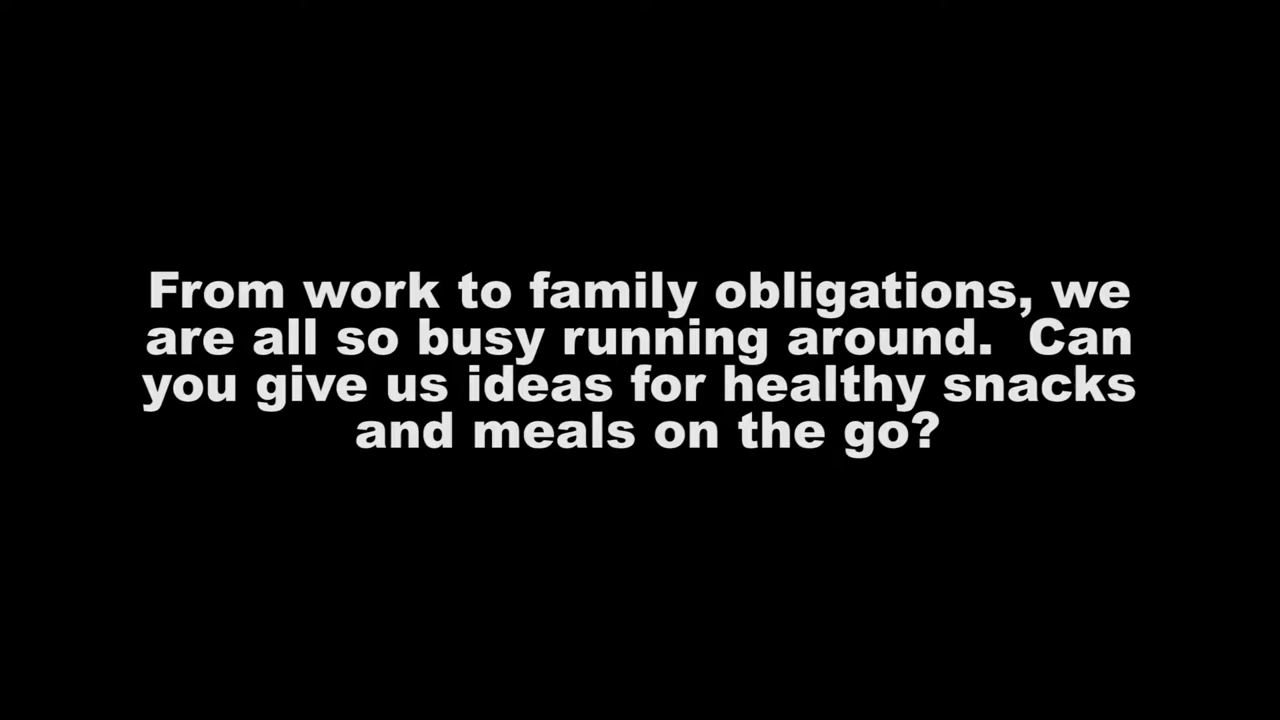 From work to family obligations, we
are all so busy running around.  Can
you give us ideas for healthy snacks
and meals on the go?